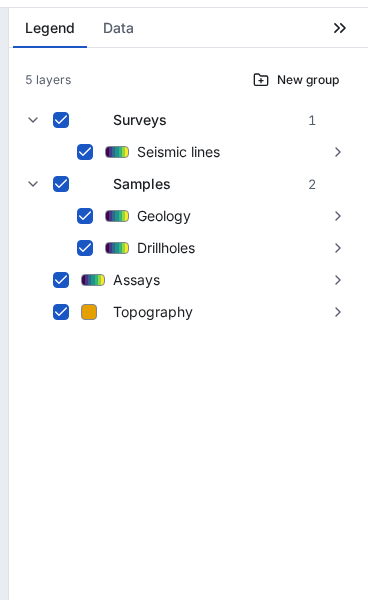 Legend Data
5 layers New group
Surveys 1
Seismic lines
Samples 2
Geology
Drillholes
Assays
Topography